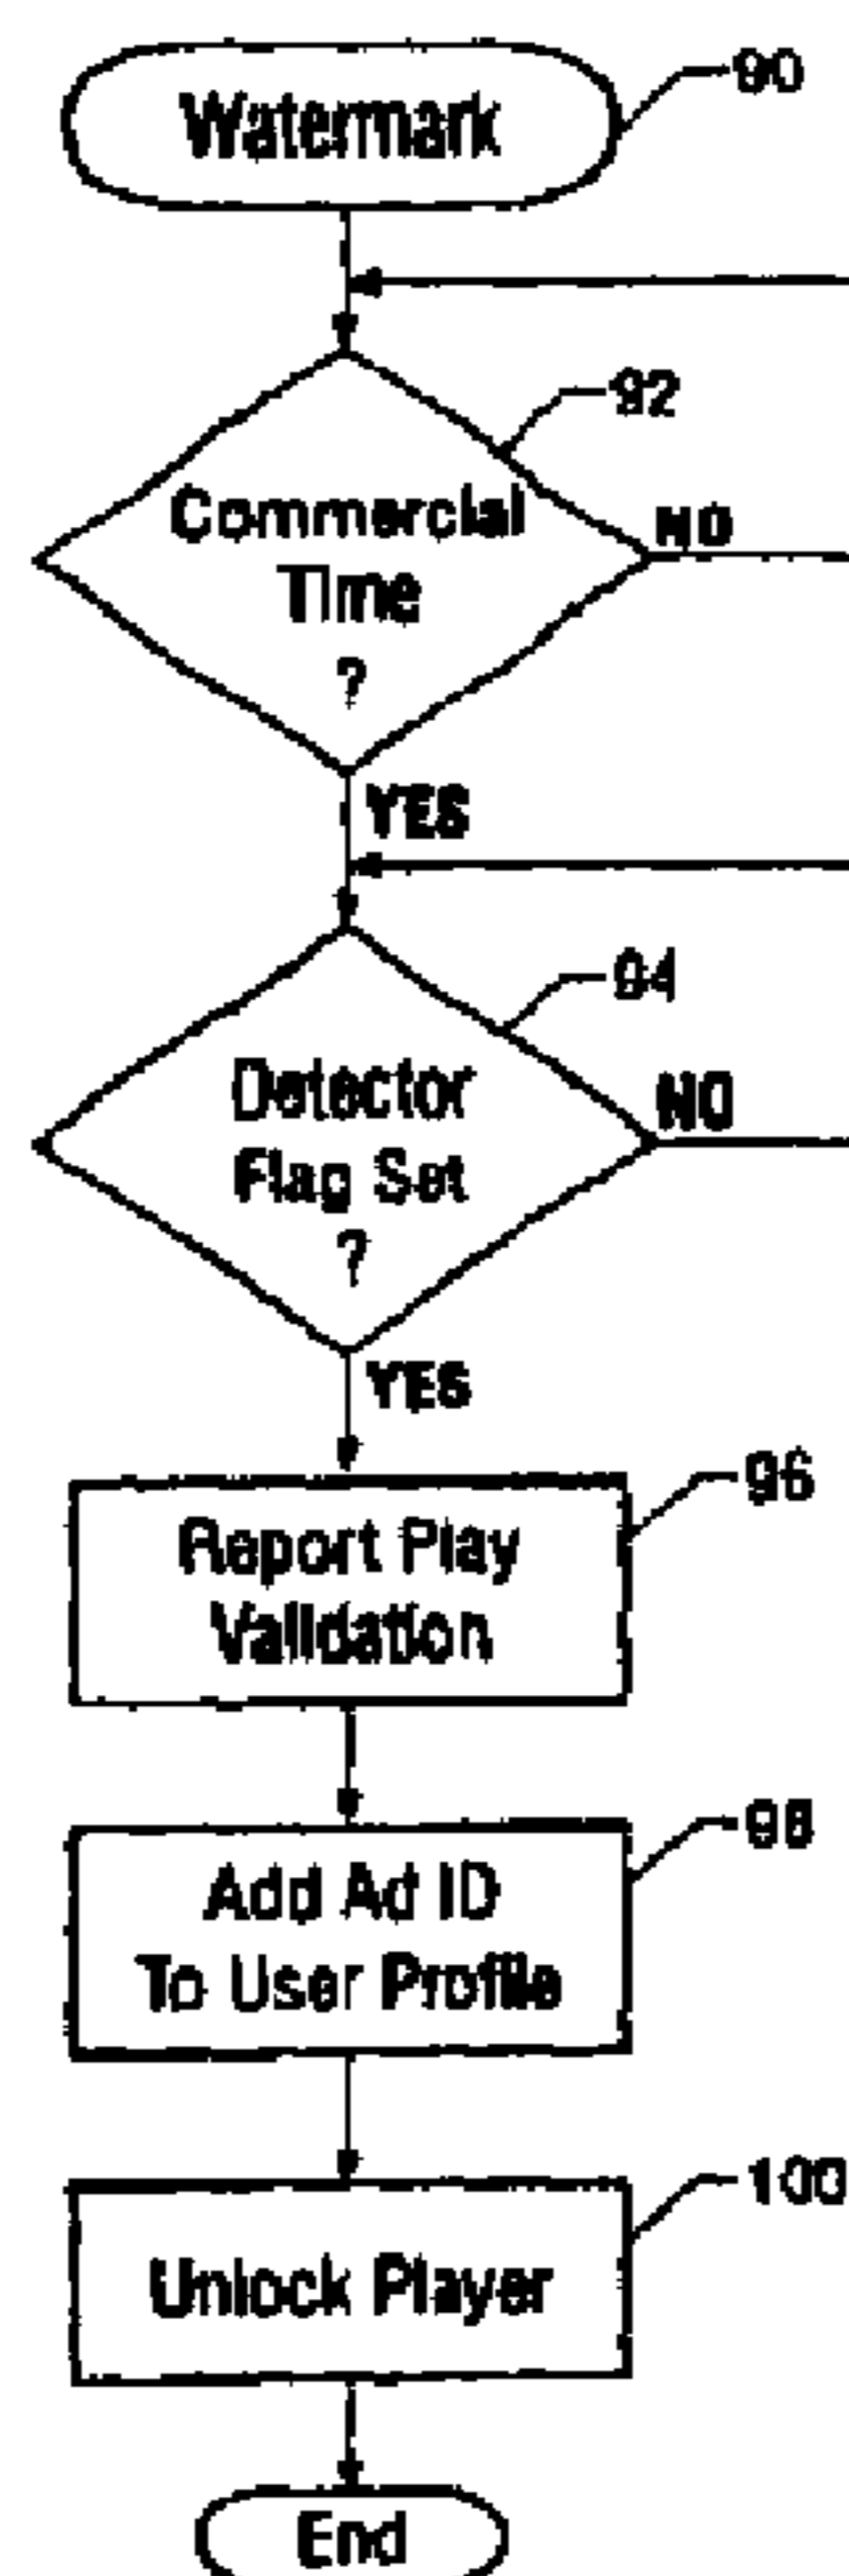 Watermark
90
92
Commercial
Time
?
NO
YES
94
Detector
Flag Set
?
NO
YES
96
Report Play
Validation
98
Add Ad ID
To User Profile
100
Unlock Player
End